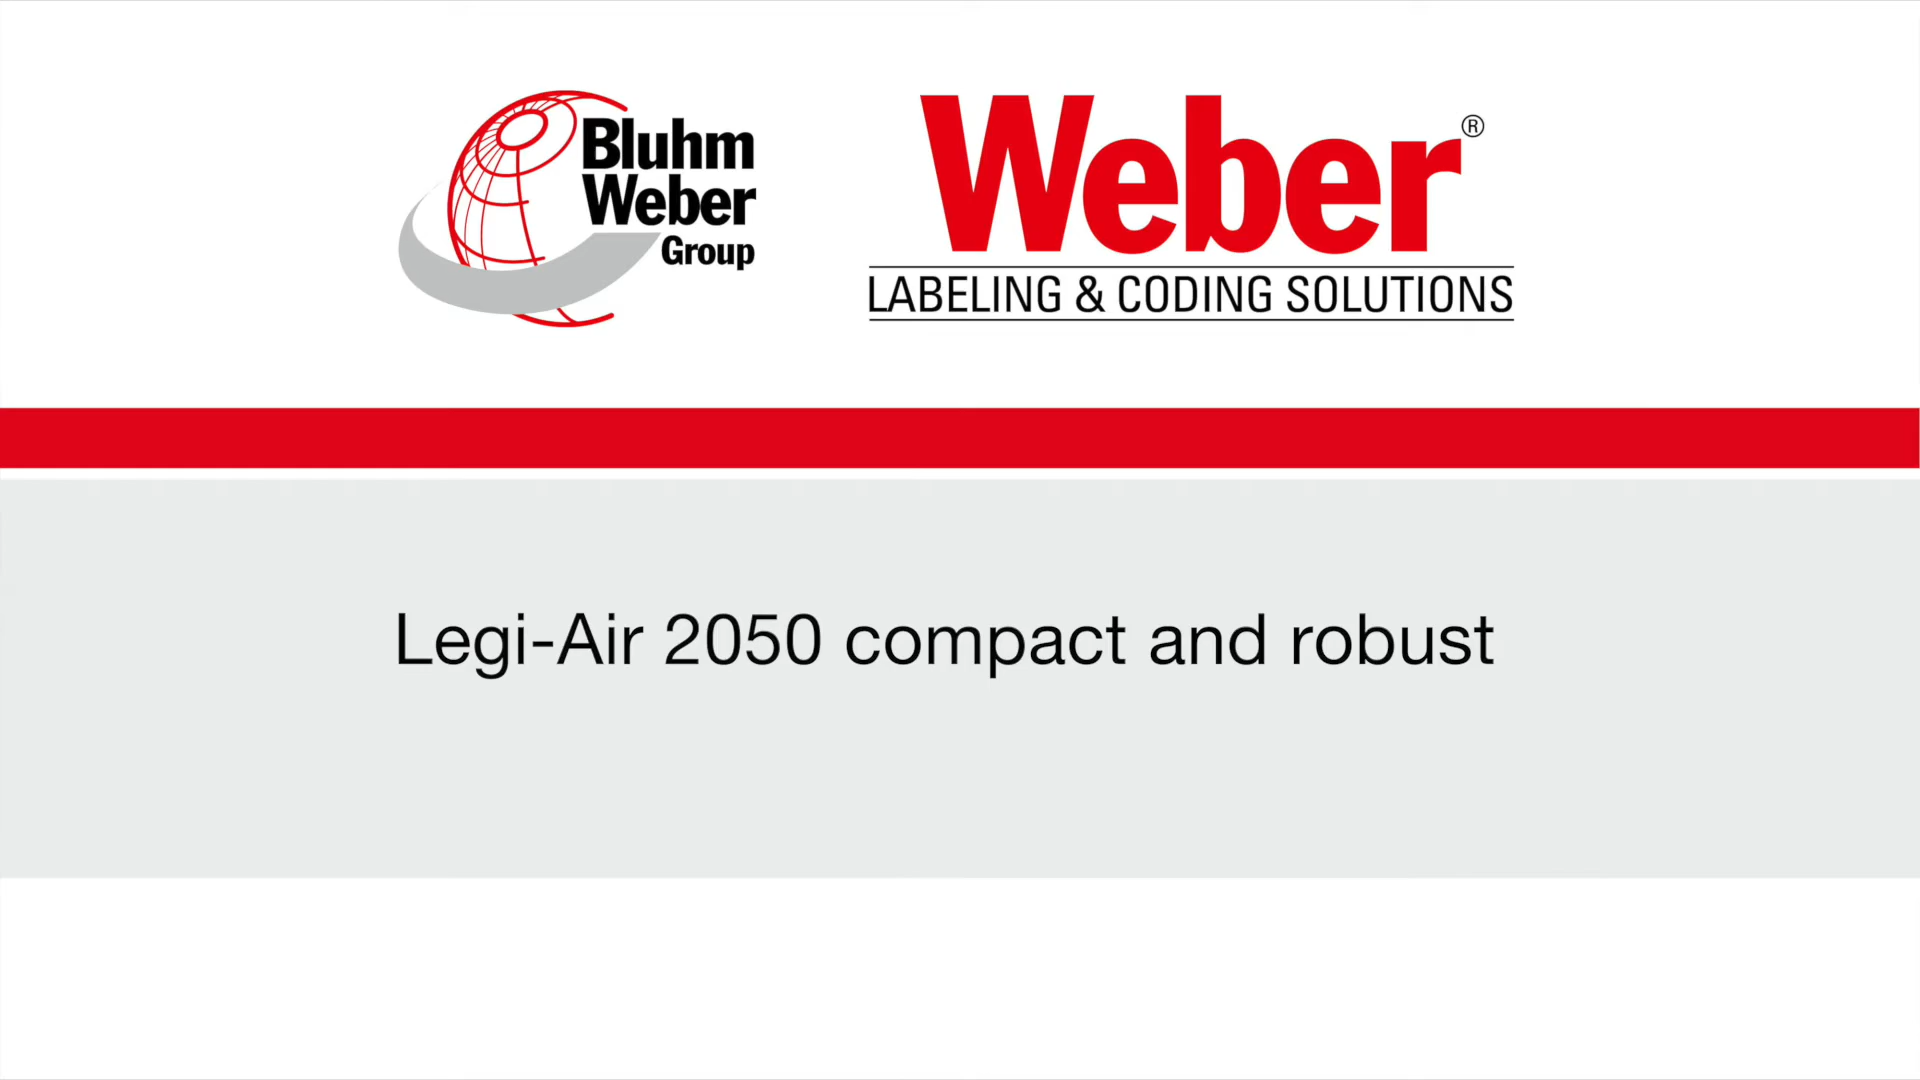 Bluhm
Weber
Group
Weber®
LABELING & CODING SOLUTIONS
Legi-Air 2050 compact and robust